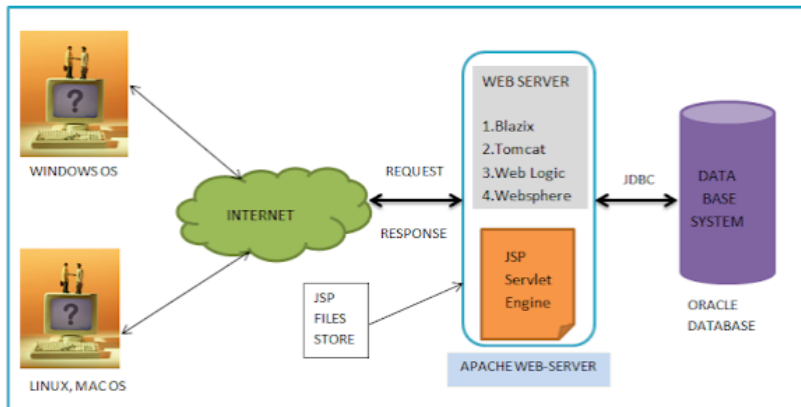 ?
WINDOWS OS
?
LINUX, MAC OS
INTERNET
REQUEST
RESPONSE
JSP
FILES
STORE
WEB SERVER
1.Blazix
2.Tomcat
3.Web Logic
4.Websphere
JSP
Servlet
Engine
APACHE WEB-SERVER
JDBC
DATA
BASE
SYSTEM
ORACLE
DATABASE